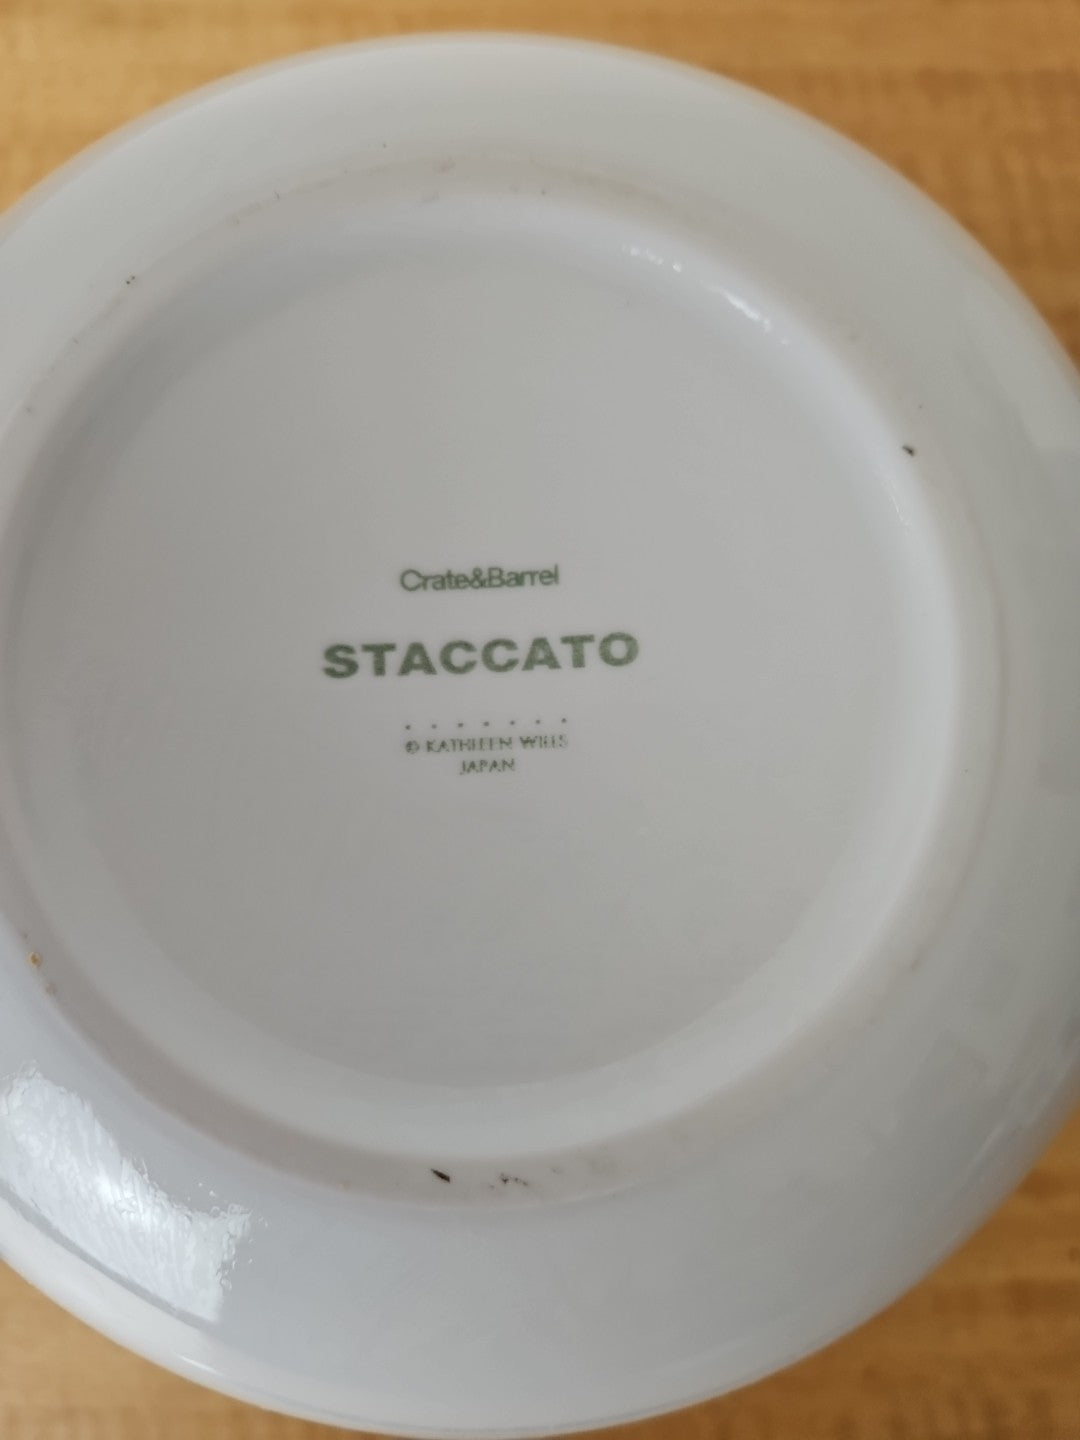 Crate&Barrel
STACCATO
© KATHLEEN WILLS
JAPAN